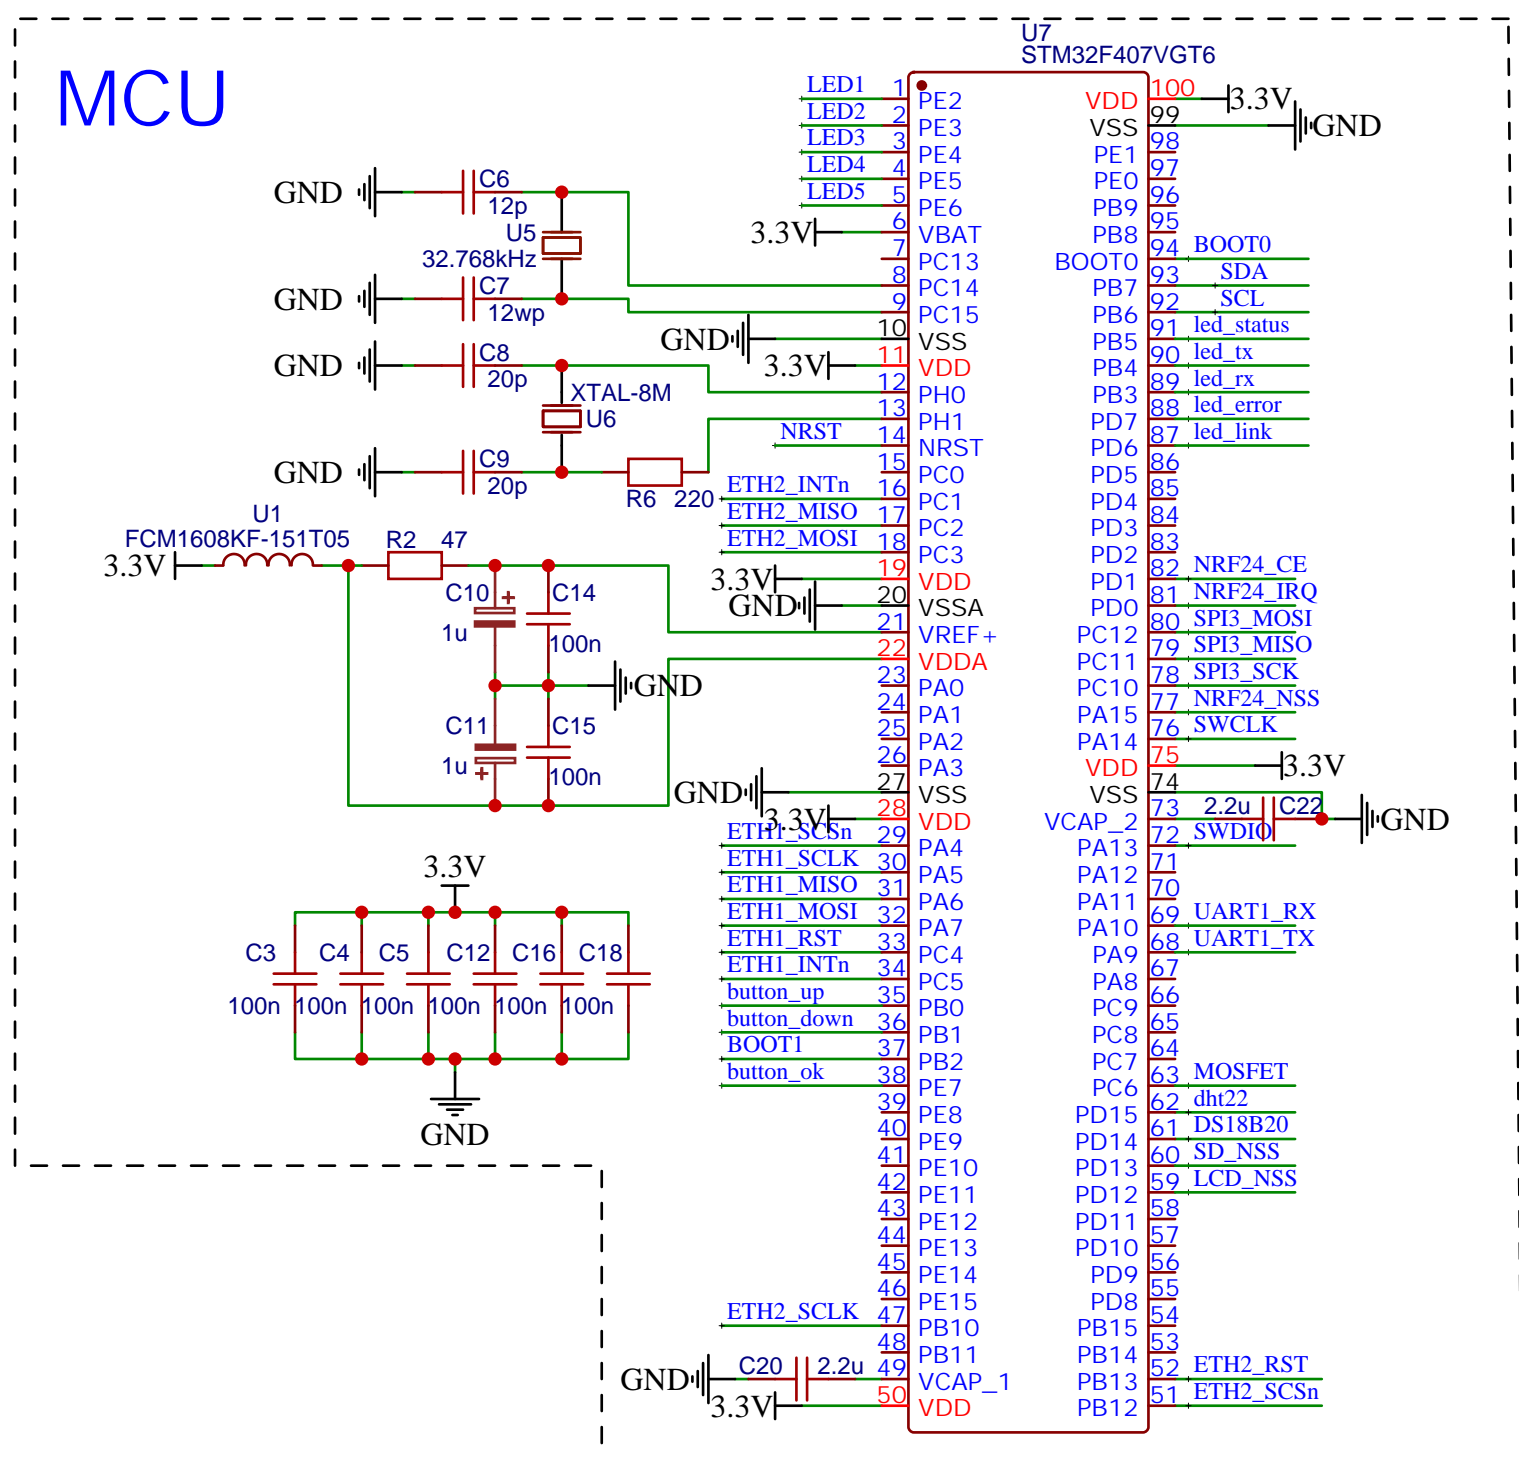 MCU
U7
STM32F407VGT6
LED1 1 PE2
LED2 2 PE3
LED3 3 PE4
LED4 4 PE5
LED5 5 PE6
3.3V 6 VBAT
7 PC13
8 PC14
9 PC15
GND 10 VSS
3.3V 11 VDD
12 PH0
13 PH1
NRST 14 NRST
15 PC0
ETH2_INTn 16 PC1
ETH2_MISO 17 PC2
ETH2_MOSI 18 PC3
3.3V 19 VDD
GND 20 VSSA
21 VREF+
22 VDDA
23 PA0
24 PA1
25 PA2
26 PA3
GND 27 VSS
3.3V 28 VDD
ETH1_SCSn 29 PA4
ETH1_SCLK 30 PA5
ETH1_MISO 31 PA6
ETH1_MOSI 32 PA7
ETH1_RST 33 PC4
ETH1_INTn 34 PC5
button_up 35 PB0
button_down 36 PB1
BOOT1 37 PB2
button_ok 38 PE7
39 PE8
40 PE9
41 PE10
42 PE11
43 PE12
44 PE13
45 PE14
46 PE15
ETH2_SCLK 47 PB10
48 PB11
GND C20 2.2u 49 VCAP_1
3.3V 50 VDD
VDD 100 3.3V
VSS 99 GND
PE1 98
PE0 97
PB9 96
PB8 95
BOOT0 94 BOOT0
PB7 93 SDA
PB6 92 SCL
PB5 91 led_status
PB4 90 led_tx
PB3 89 led_rx
PD7 88 led_error
PD6 87 led_link
PD5 86
PD4 85
PD3 84
PD2 83
PD1 82 NRF24_CE
PD0 81 NRF24_IRQ
PC12 80 SPI3_MOSI
PC11 79 SPI3_MISO
PC10 78 SPI3_SCK
PA15 77 NRF24_NSS
PA14 76 SWCLK
VDD 75 3.3V
VSS 74
VCAP_2 73 2.2u C22 GND
PA13 72 SWDIO
PA12 71
PA11 70
PA10 69 UART1_RX
PA9 68 UART1_TX
PA8 67
PC9 66
PC8 65
PC7 64
PC6 63 MOSFET
PD15 62 dht22
PD14 61 DS18B20
PD13 60 SD_NSS
PD12 59 LCD_NSS
PD11 58
PD10 57
PD9 56
PD8 55
PB15 54
PB14 53
PB13 52 ETH2_RST
PB12 51 ETH2_SCSn
GND C6
12p
U5
32.768kHz
GND C7
12wp
GND C8
20p
XTAL-8M
U6
GND C9
20p
R6 220
U1
FCM1608KF-151T05
3.3V
R2 47
C10 C14
1u 100n
GND
C11 C15
1u 100n
3.3V
C3 C4 C5 C12 C16 C18
100n 100n 100n 100n 100n 100n
GND